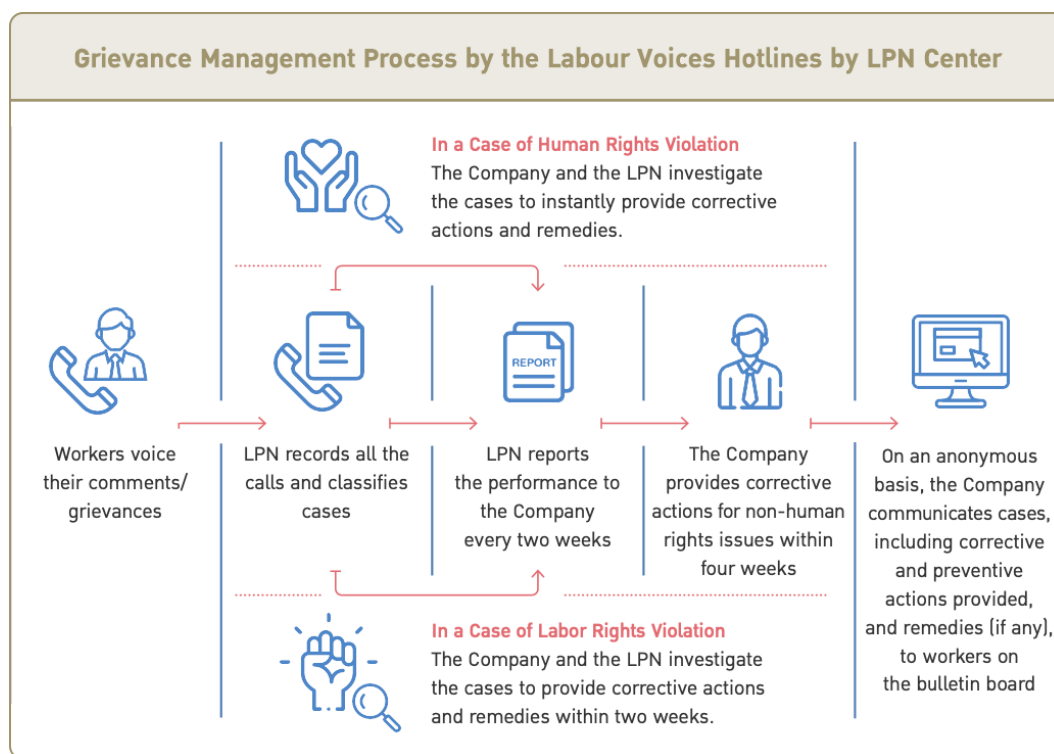 Grievance Management Process by the Labour Voices Hotlines by LPN Center
In a Case of Human Rights Violation
The Company and the LPN investigate
the cases to instantly provide corrective
actions and remedies.
Workers voice
their comments/
grievances
LPN records all the
calls and classifies
cases
REPORT
LPN reports
the performance to
the Company
every two weeks
The Company
provides corrective
actions for non-human
rights issues within
four weeks
On an anonymous
basis, the Company
communicates cases,
including corrective
and preventive
actions provided,
and remedies (if any),
to workers on
the bulletin board
In a Case of Labor Rights Violation
The Company and the LPN investigate
the cases to provide corrective actions
and remedies within two weeks.